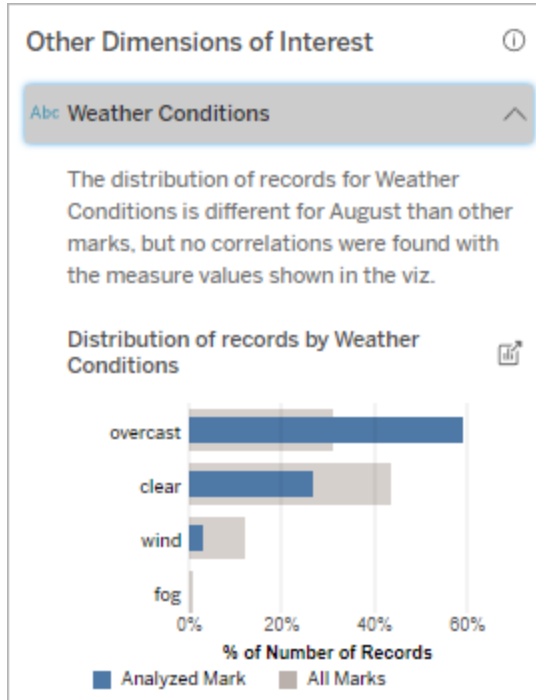 Other Dimensions of Interest
Abc Weather Conditions
The distribution of records for Weather
Conditions is different for August than other
marks, but no correlations were found with
the measure values shown in the viz.
Distribution of records by Weather
Conditions
overcast
clear
wind
fog
0% 20% 40% 60%
% of Number of Records
Analyzed Mark All Marks